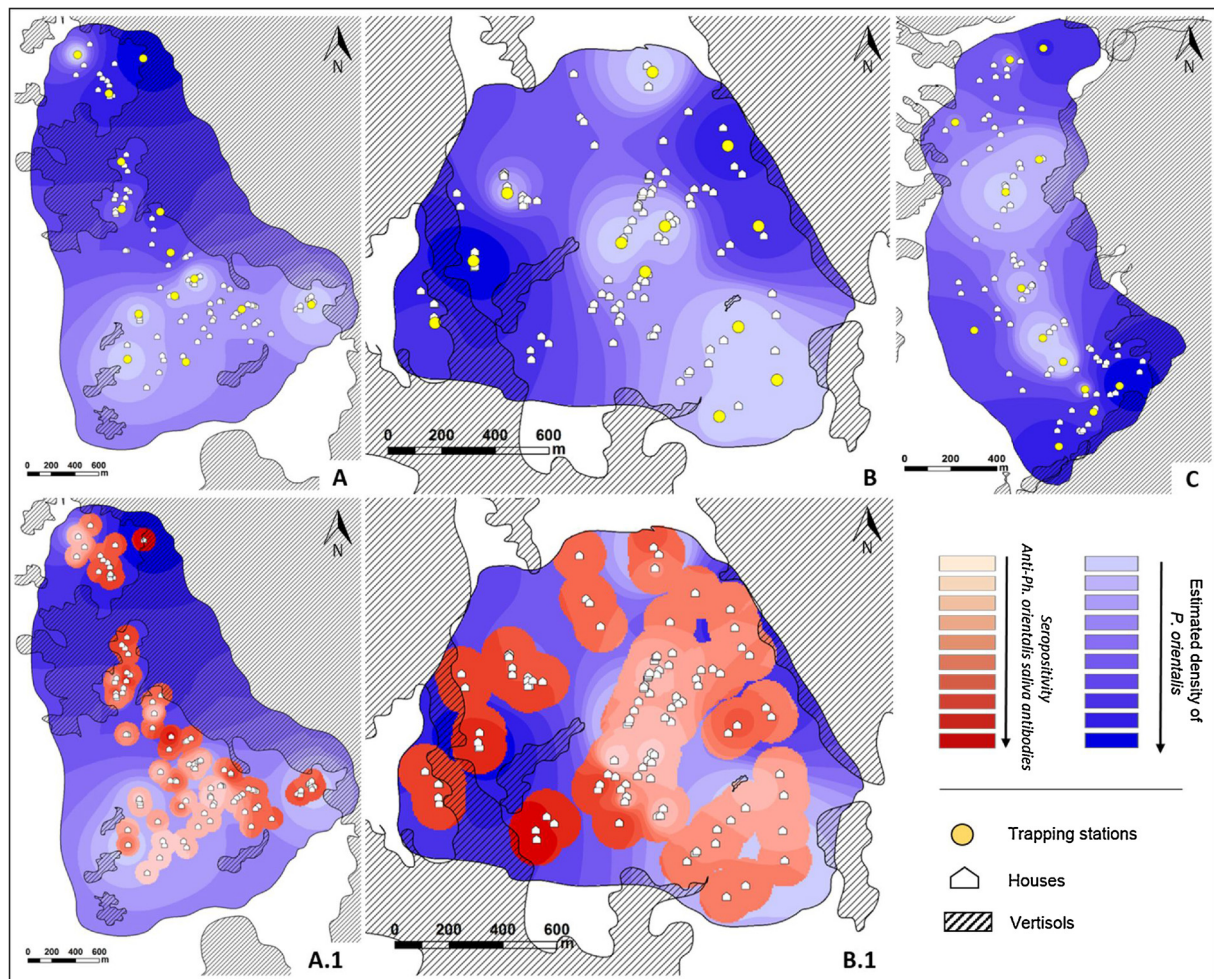 N
N
N
0 200 400 600
m
A
0 200 400 600
m
B
0 200 400
m
C
N
N
0 200 400 600
m
A.1
0 200 400 600
m
B.1
Seropositivity
Anti-Ph. orientalis saliva antibodies
Estimated density of
P. orientalis
Trapping stations
Houses
Vertisols